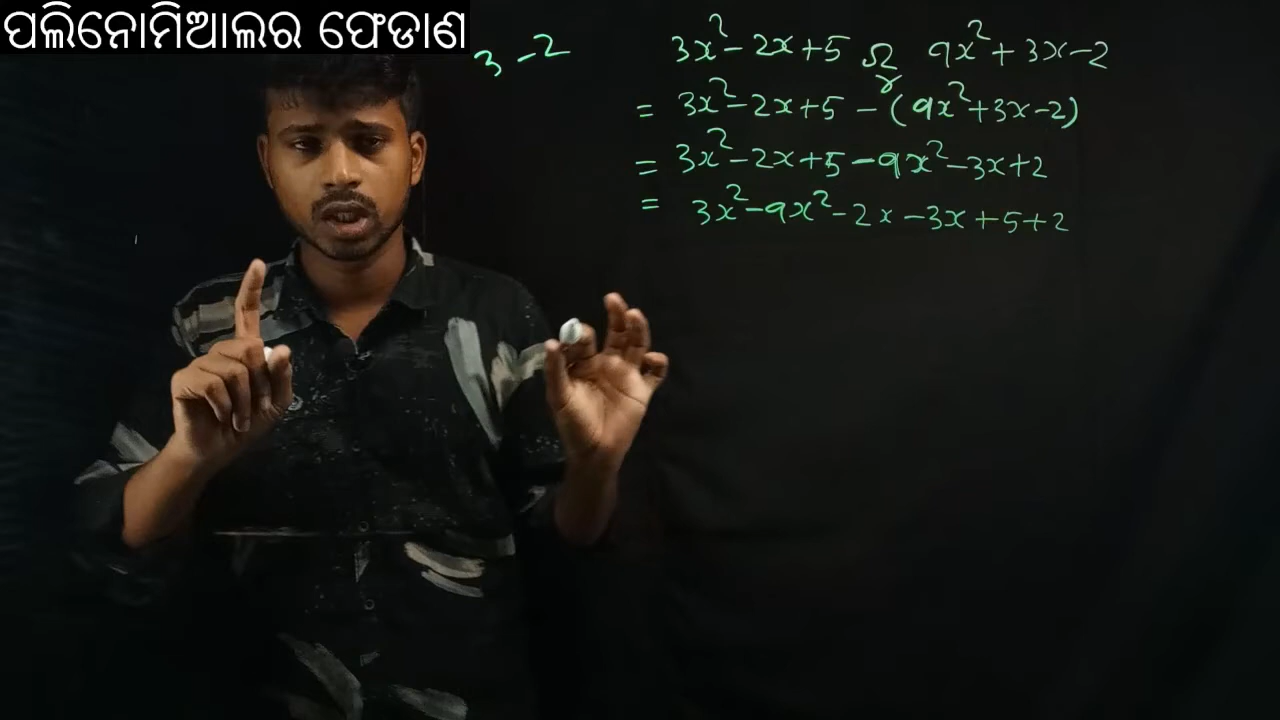 ପଲିନୋମିଆଲର ଫେଡାଣ
3 - 2
3x² - 2x + 5 ରୁ 9x² + 3x - 2
= 3x² - 2x + 5 - (9x² + 3x - 2)
= 3x² - 2x + 5 - 9x² - 3x + 2
= 3x² - 9x² - 2x - 3x + 5 + 2